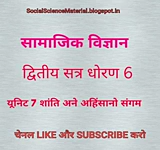 SocialScienceMaterial.blogspot.in
सामाजिक विज्ञान
द्वितीय सत्र धोरण 6
यूनिट 7 शांति अने अहिंसानो संगम
चेनल LIKE और SUBSCRIBE करो